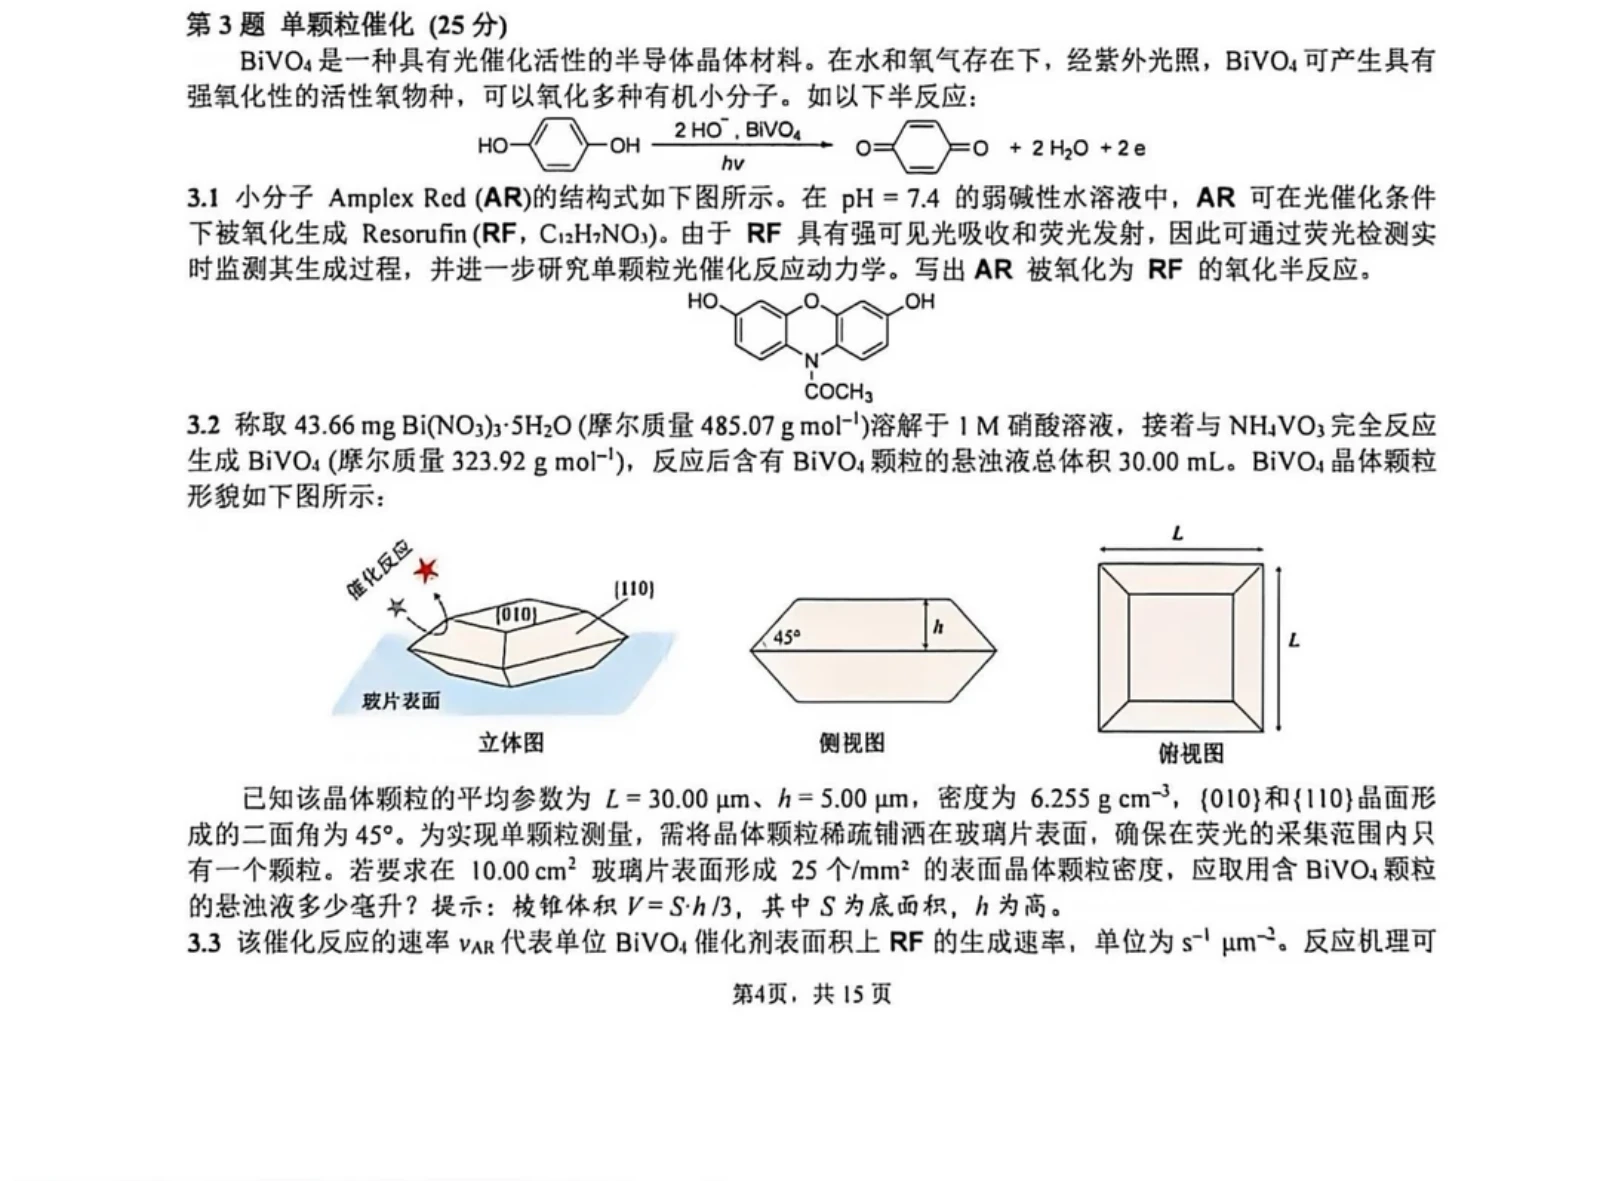 第 3 题 单颗粒催化 (25 分)
BiVO₄ 是一种具有光催化活性的半导体晶体材料。在水和氧气存在下，经紫外光照，BiVO₄ 可产生具有
强氧化性的活性氧物种，可以氧化多种有机小分子。如以下半反应：
HO OH 2 HO⁻ , BiVO₄ hν O O + 2 H₂O + 2 e
3.1 小分子 Amplex Red (AR)的结构式如下图所示。在 pH = 7.4 的弱碱性水溶液中，AR 可在光催化条件
下被氧化生成 Resorufin (RF，C₁₂H₇NO₃)。由于 RF 具有强可见光吸收和荧光发射，因此可通过荧光检测实
时监测其生成过程，并进一步研究单颗粒光催化反应动力学。写出 AR 被氧化为 RF 的氧化半反应。
HO O OH
N
COCH₃
3.2 称取 43.66 mg Bi(NO₃)₃·5H₂O (摩尔质量 485.07 g mol⁻¹)溶解于 1 M 硝酸溶液，接着与 NH₄VO₃ 完全反应
生成 BiVO₄ (摩尔质量 323.92 g mol⁻¹)，反应后含有 BiVO₄ 颗粒的悬浊液总体积 30.00 mL。BiVO₄ 晶体颗粒
形貌如下图所示：
催化反应
{010}
{110}
玻片表面
立体图
45°
h
侧视图
L
L
俯视图
已知该晶体颗粒的平均参数为 L = 30.00 μm、h = 5.00 μm，密度为 6.255 g cm⁻³，{010}和{110}晶面形
成的二面角为 45°。为实现单颗粒测量，需将晶体颗粒稀疏铺洒在玻璃片表面，确保在荧光的采集范围内只
有一个颗粒。若要求在 10.00 cm² 玻璃片表面形成 25 个/mm² 的表面晶体颗粒密度，应取用含 BiVO₄ 颗粒
的悬浊液多少毫升？提示：棱锥体积 V = S·h /3，其中 S 为底面积，h 为高。
3.3 该催化反应的速率 vAR 代表单位 BiVO₄ 催化剂表面积上 RF 的生成速率，单位为 s⁻¹ μm⁻²。反应机理可
第4页，共 15 页